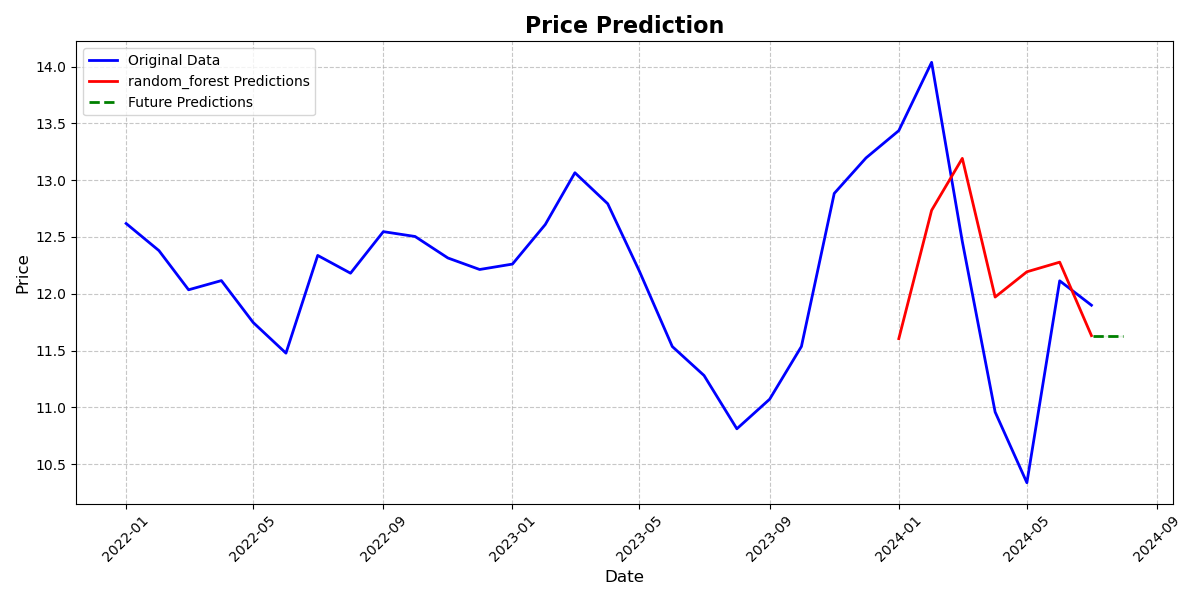 Price Prediction
Original Data
random_forest Predictions
Future Predictions
14.0
13.5
13.0
12.5
12.0
11.5
11.0
10.5
Price
2022-01
2022-05
2022-09
2023-01
2023-05
2023-09
2024-01
2024-05
2024-09
Date